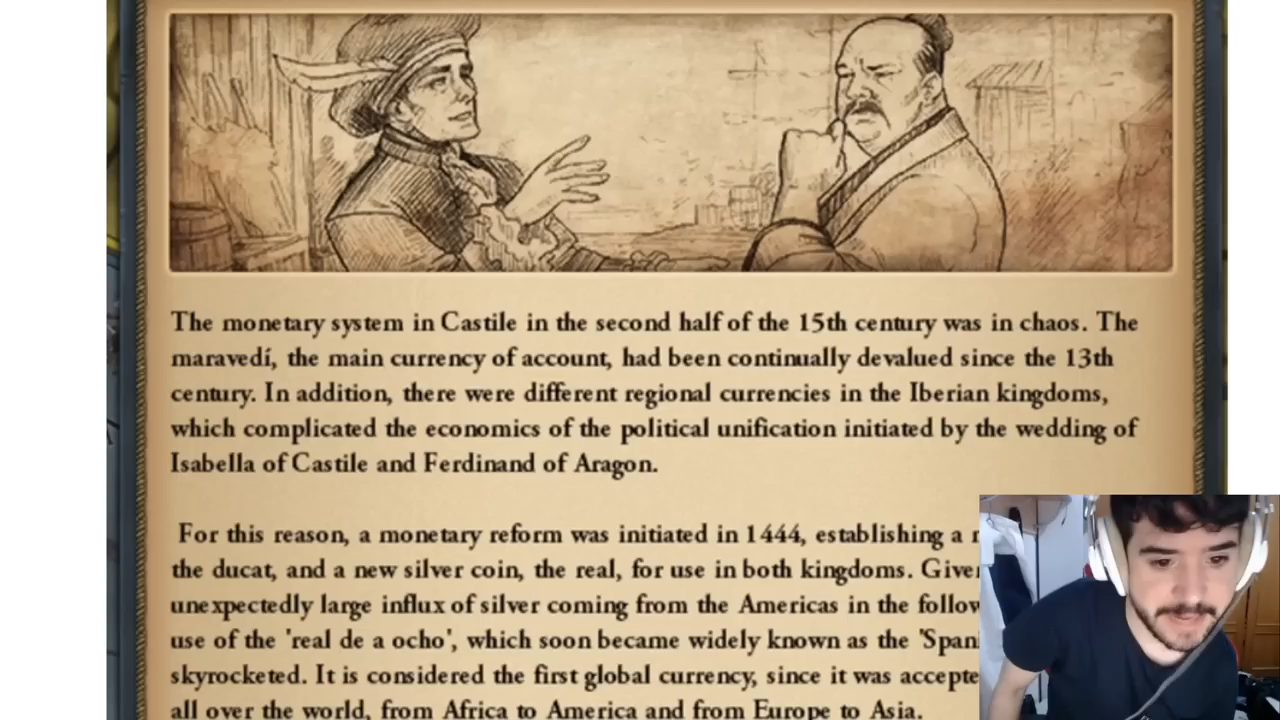 The monetary system in Castile in the second half of the 15th century was in chaos. The
maravedí, the main currency of account, had been continually devalued since the 13th
century. In addition, there were different regional currencies in the Iberian kingdoms,
which complicated the economics of the political unification initiated by the wedding of
Isabella of Castile and Ferdinand of Aragon.
For this reason, a monetary reform was initiated in 1444, establishing a
the ducat, and a new silver coin, the real, for use in both kingdoms.
unexpectedly large influx of silver coming from the Americas in the
use of the 'real de a ocho', which soon became widely known as the
skyrocketed. It is considered the first global currency, since it was
all over the world, from Africa to America and from Europe to Asia.